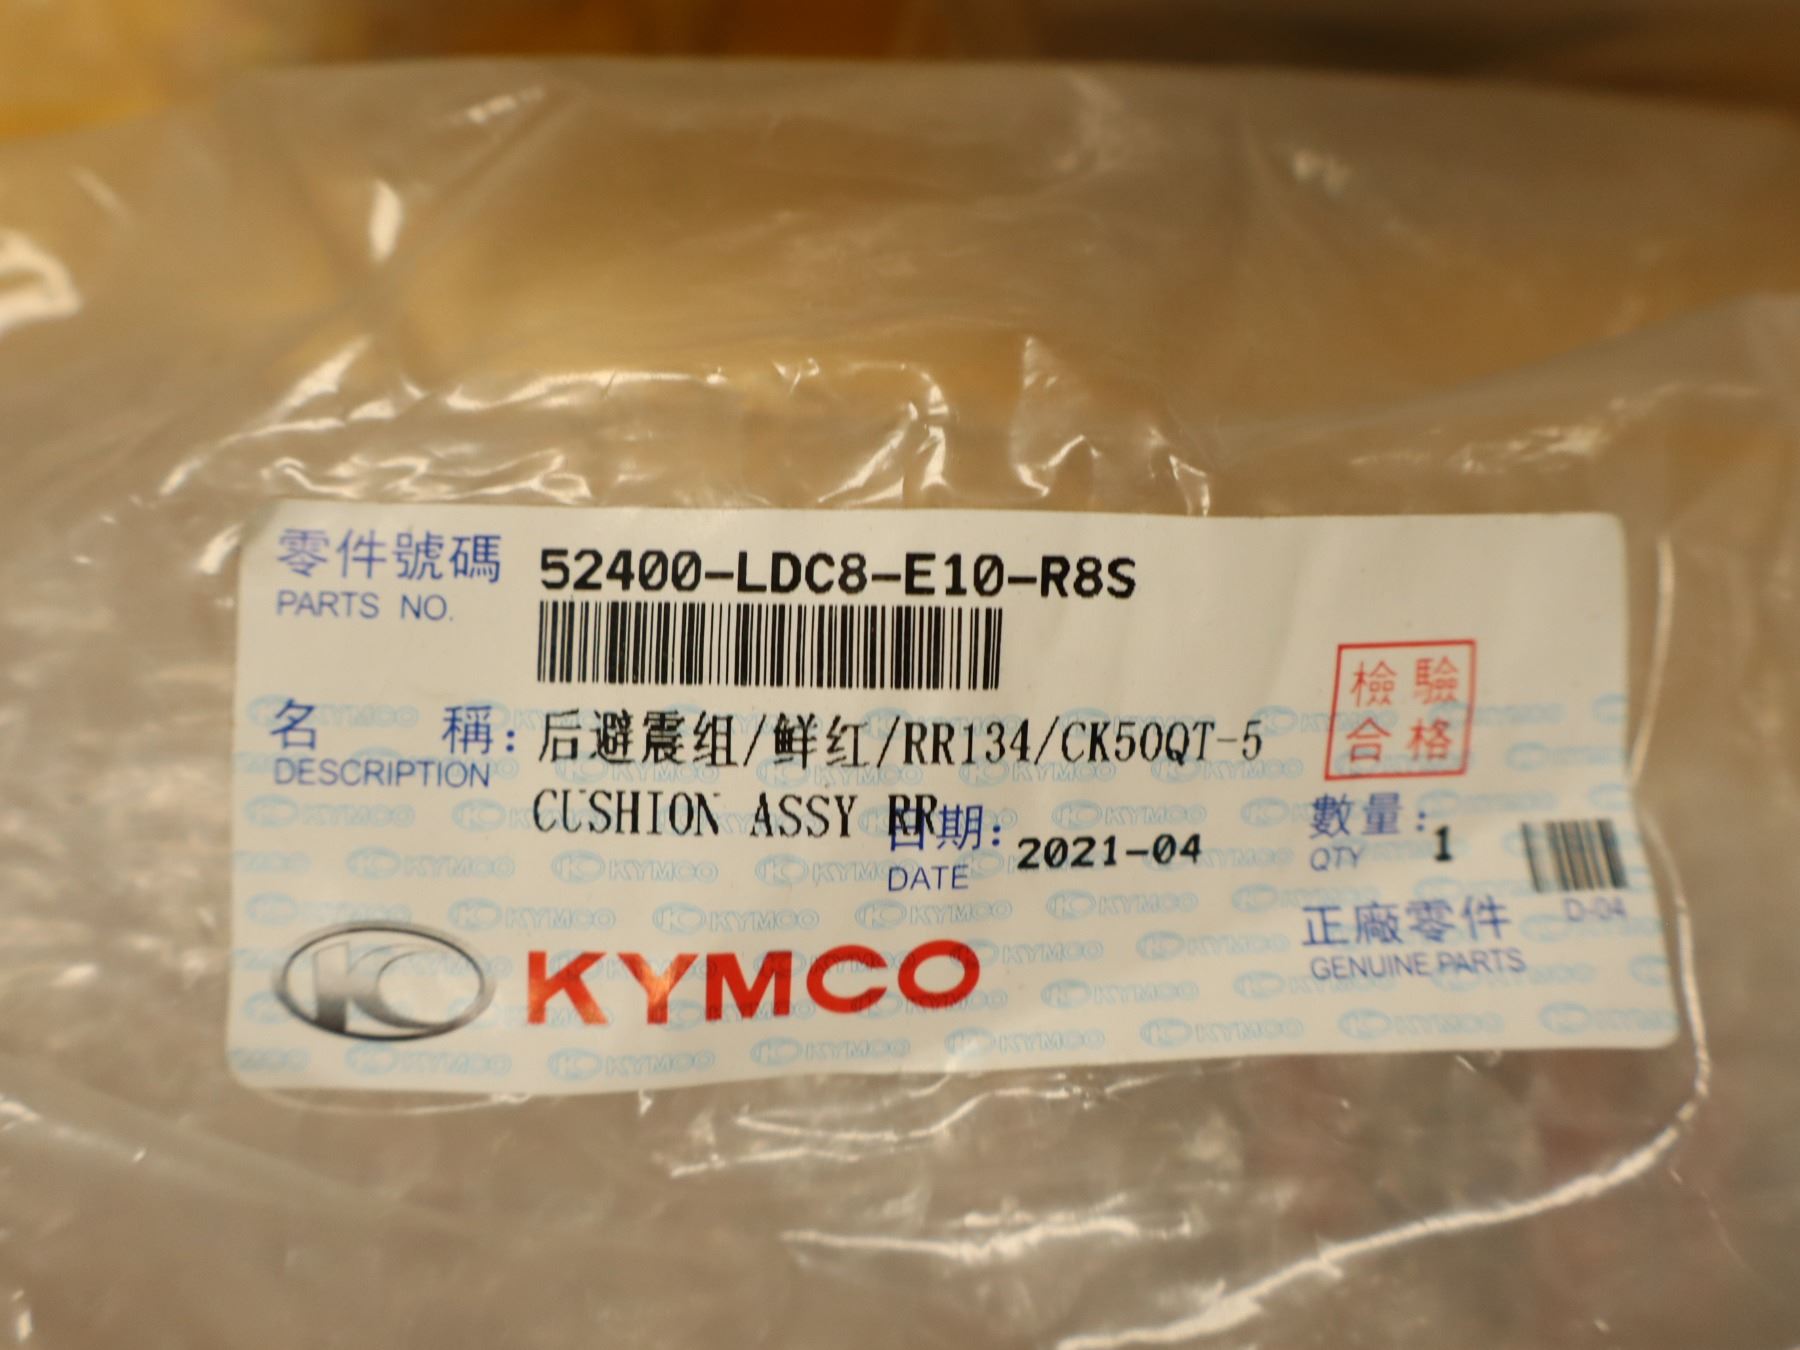 零件號碼 52400-LDC8-E10-R8S
PARTS NO.
名 稱: 后避震组/鲜红/RR134/CK50QT-5
DESCRIPTION
CUSHION ASSY RR
日期: 2021-04
DATE
數量: 1
QTY
檢驗
合格
D-04
正廠零件
GENUINE PARTS
KYMCO